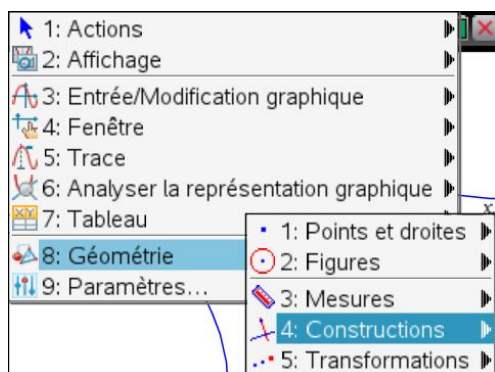 1: Actions
2: Affichage
3: Entrée/Modification graphique
4: Fenêtre
5: Trace
6: Analyser la représentation graphique
7: Tableau
8: Géométrie
9: Paramètres...
x
1: Points et droites
2: Figures
3: Mesures
4: Constructions
5: Transformations